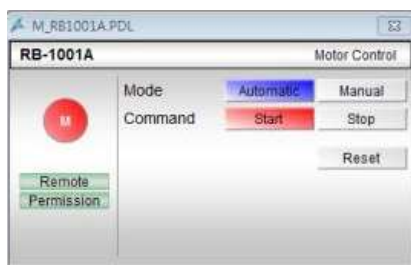 M_RB1001A.PDL
RB-1001A Motor Control
Mode Automatic Manual
M
Command Start Stop
Reset
Remote
Permission